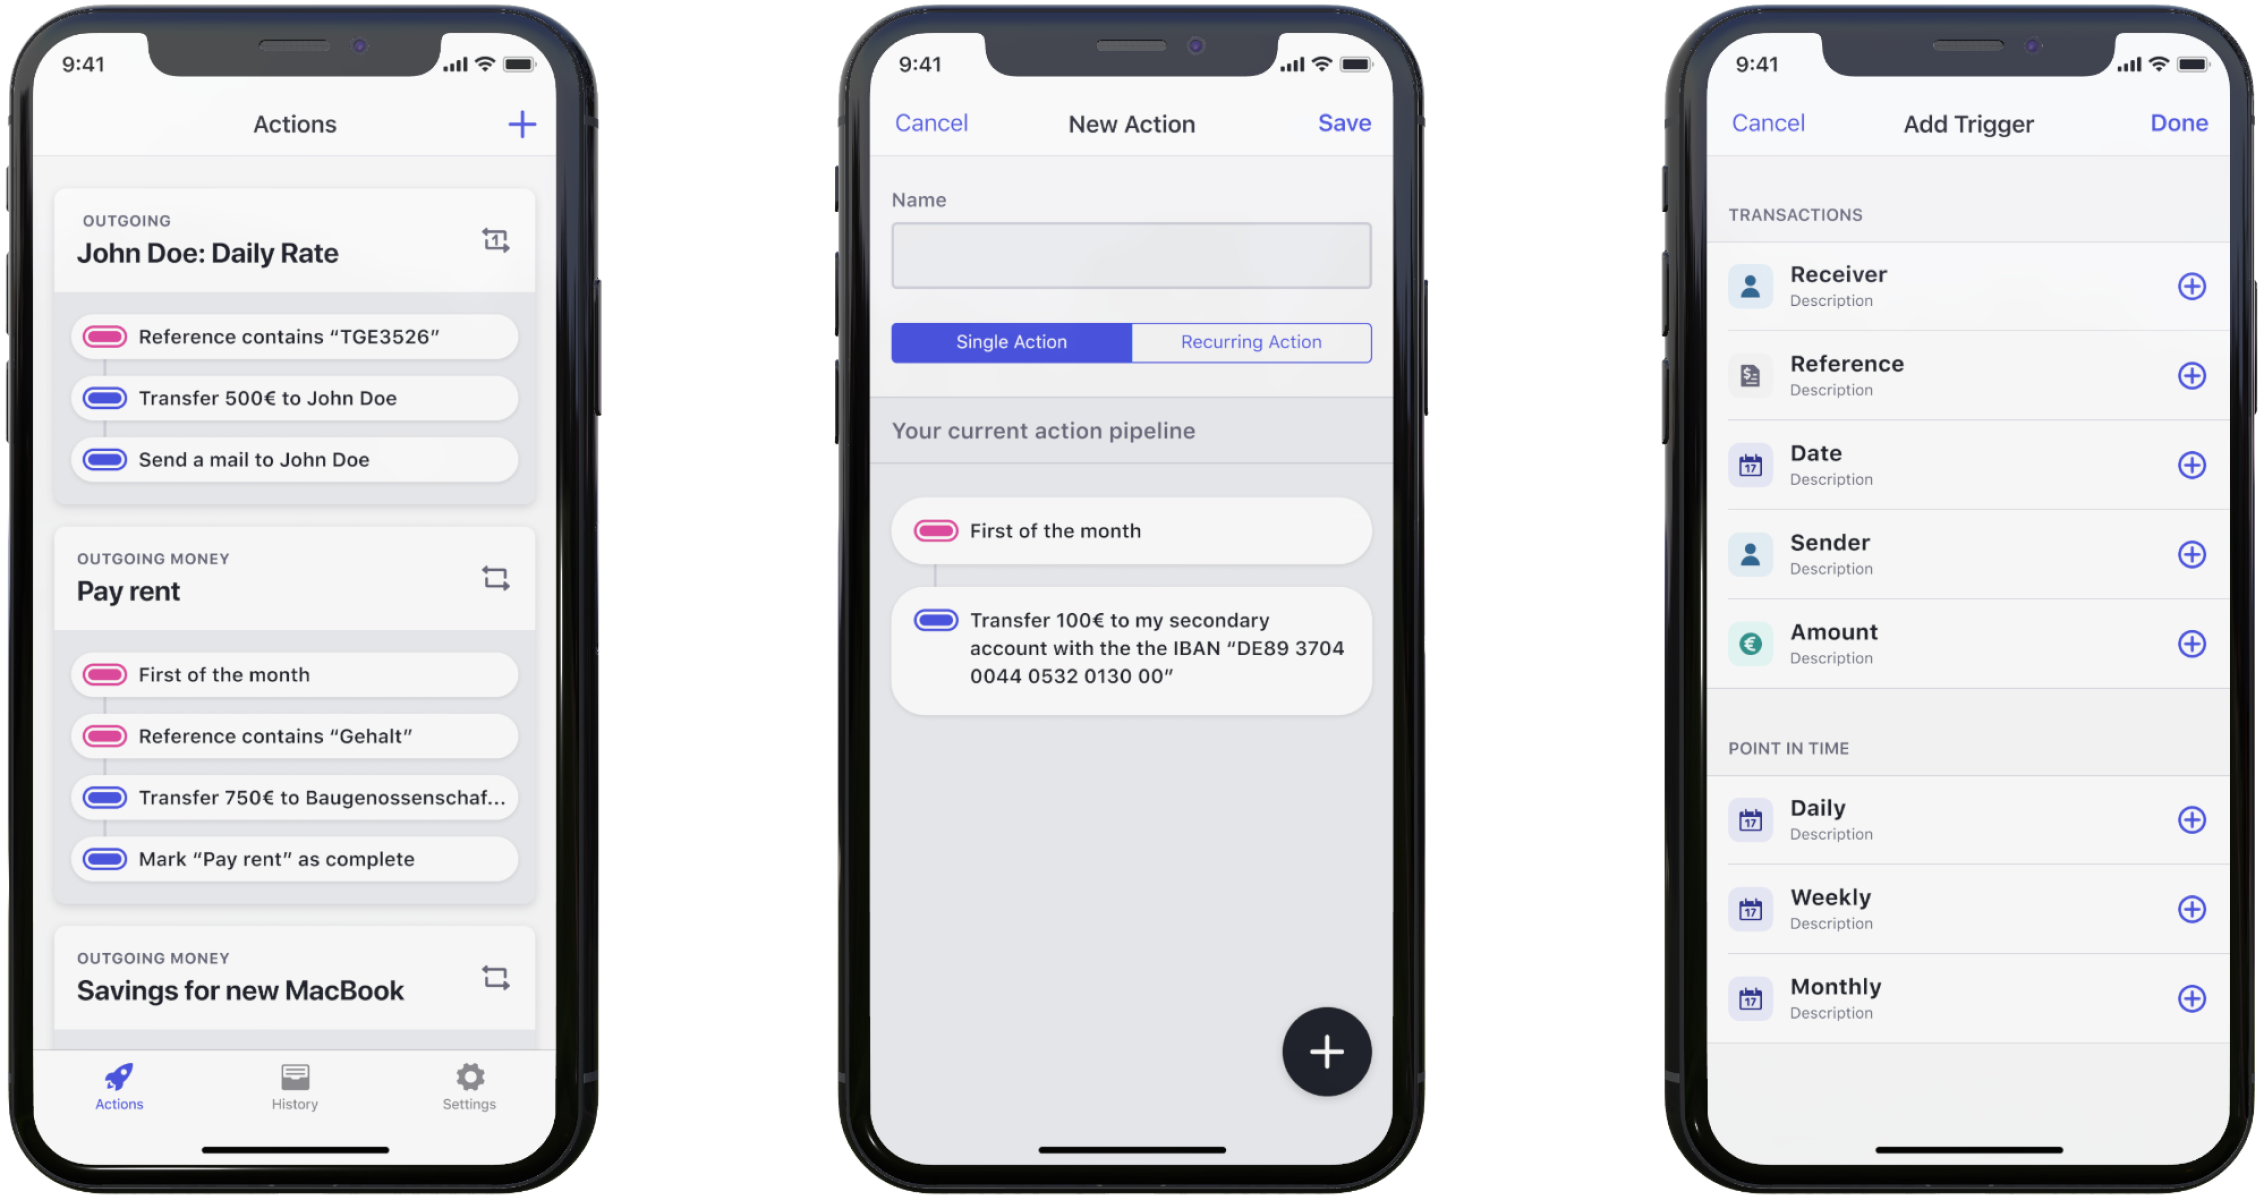 9:41
Actions
OUTGOING
John Doe: Daily Rate
1
Reference contains “TGE3526”
Transfer 500€ to John Doe
Send a mail to John Doe
OUTGOING MONEY
Pay rent
First of the month
Reference contains “Gehalt”
Transfer 750€ to Baugenossenschaf...
Mark “Pay rent” as complete
OUTGOING MONEY
Savings for new MacBook
Actions
History
Settings
9:41
Cancel
New Action
Save
Name
Single Action
Recurring Action
Your current action pipeline
First of the month
Transfer 100€ to my secondary
account with the the IBAN “DE89 3704
0044 0532 0130 00”
9:41
Cancel
Add Trigger
Done
TRANSACTIONS
Receiver
Description
$
Reference
Description
17
Date
Description
Sender
Description
€
Amount
Description
POINT IN TIME
17
Daily
Description
17
Weekly
Description
17
Monthly
Description